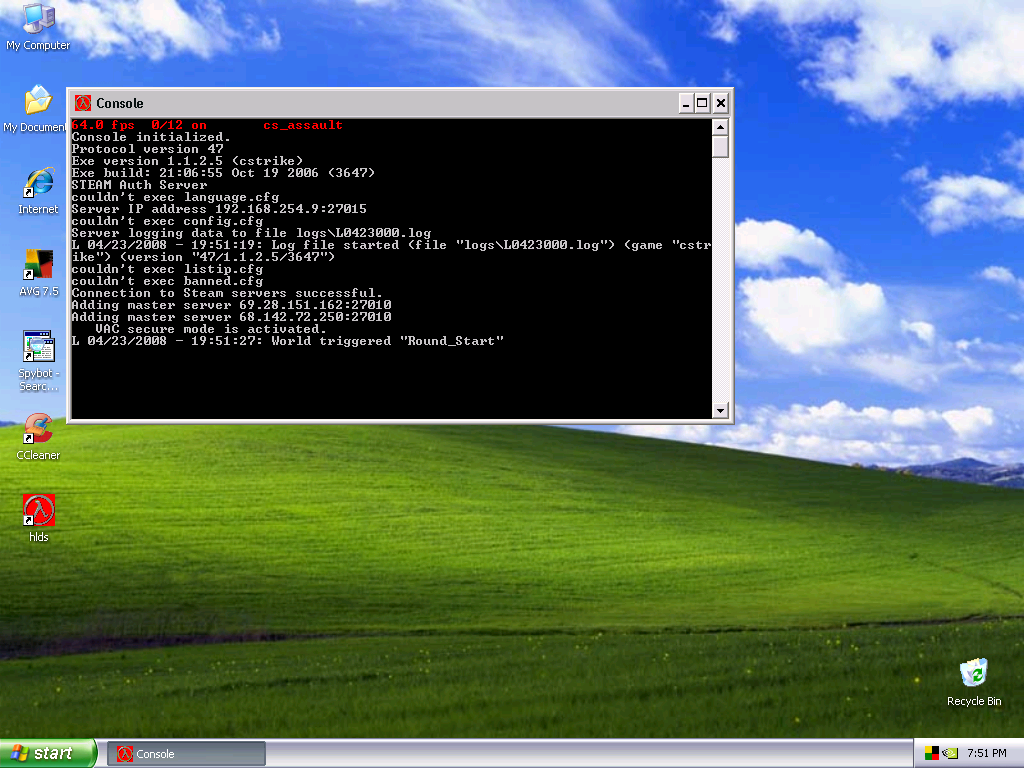 My Computer
My Documen
Internet
AVG 7.5
Spybot -
Searc...
CCleaner
hlds
Console
64.0 fps 0/12 on cs_assault
Console initialized.
Protocol version 47
Exe version 1.1.2.5 (cstrike)
Exe build: 21:06:55 Oct 19 2006 (3647)
STEAM Auth Server
couldn't exec language.cfg
Server IP address 192.168.254.9:27015
couldn't exec config.cfg
Server logging data to file logs\L0423000.log
L 04/23/2008 - 19:51:19: Log file started (file "logs\L0423000.log") (game "cstr
ike") (version "47/1.1.2.5/3647")
couldn't exec listip.cfg
couldn't exec banned.cfg
Connection to Steam servers successful.
Adding master server 69.28.151.162:27010
Adding master server 68.142.72.250:27010
VAC secure mode is activated.
L 04/23/2008 - 19:51:27: World triggered "Round_Start"
Recycle Bin
start
Console
7:51 PM